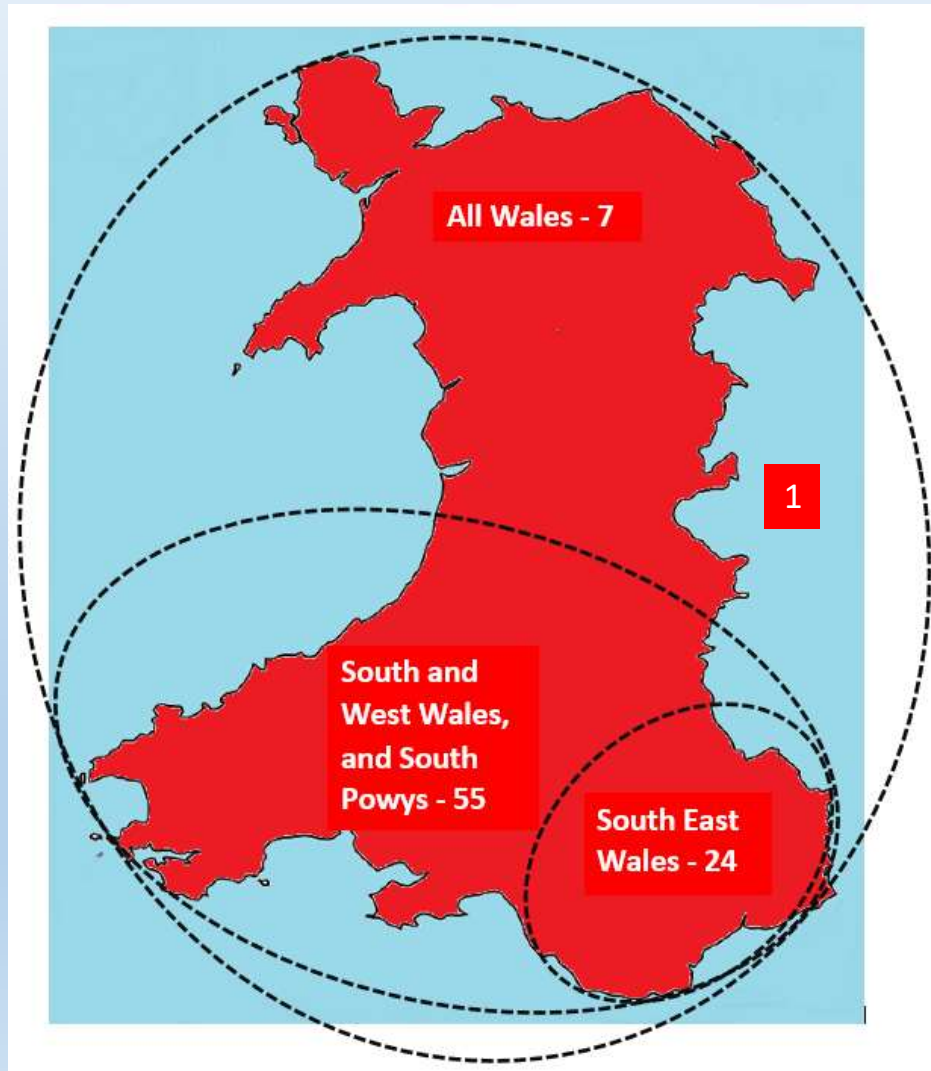 All Wales - 7
1
South and
West Wales,
and South
Powys - 55
South East
Wales - 24